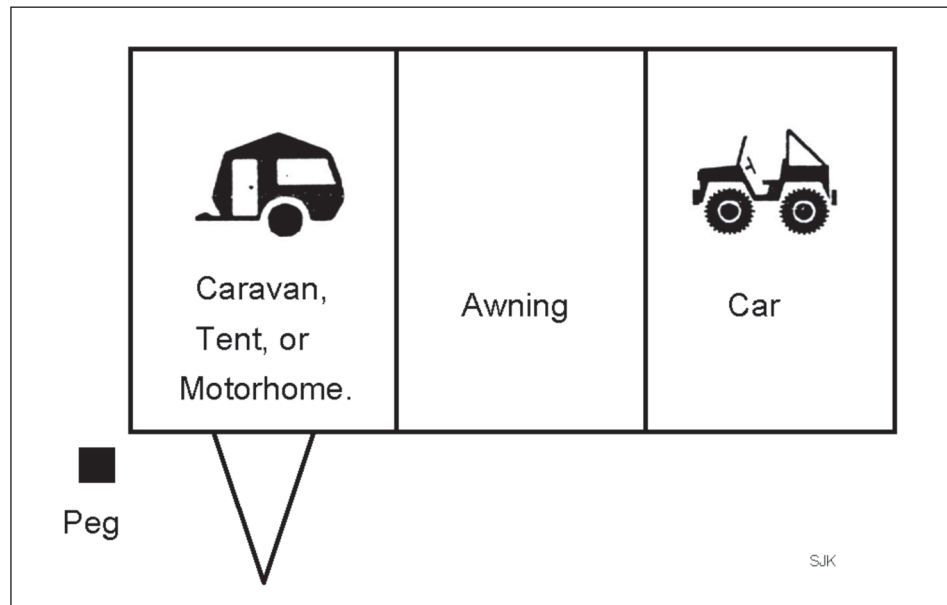 Caravan,
Tent, or
Motorhome.
Awning
Car
Peg
SJK